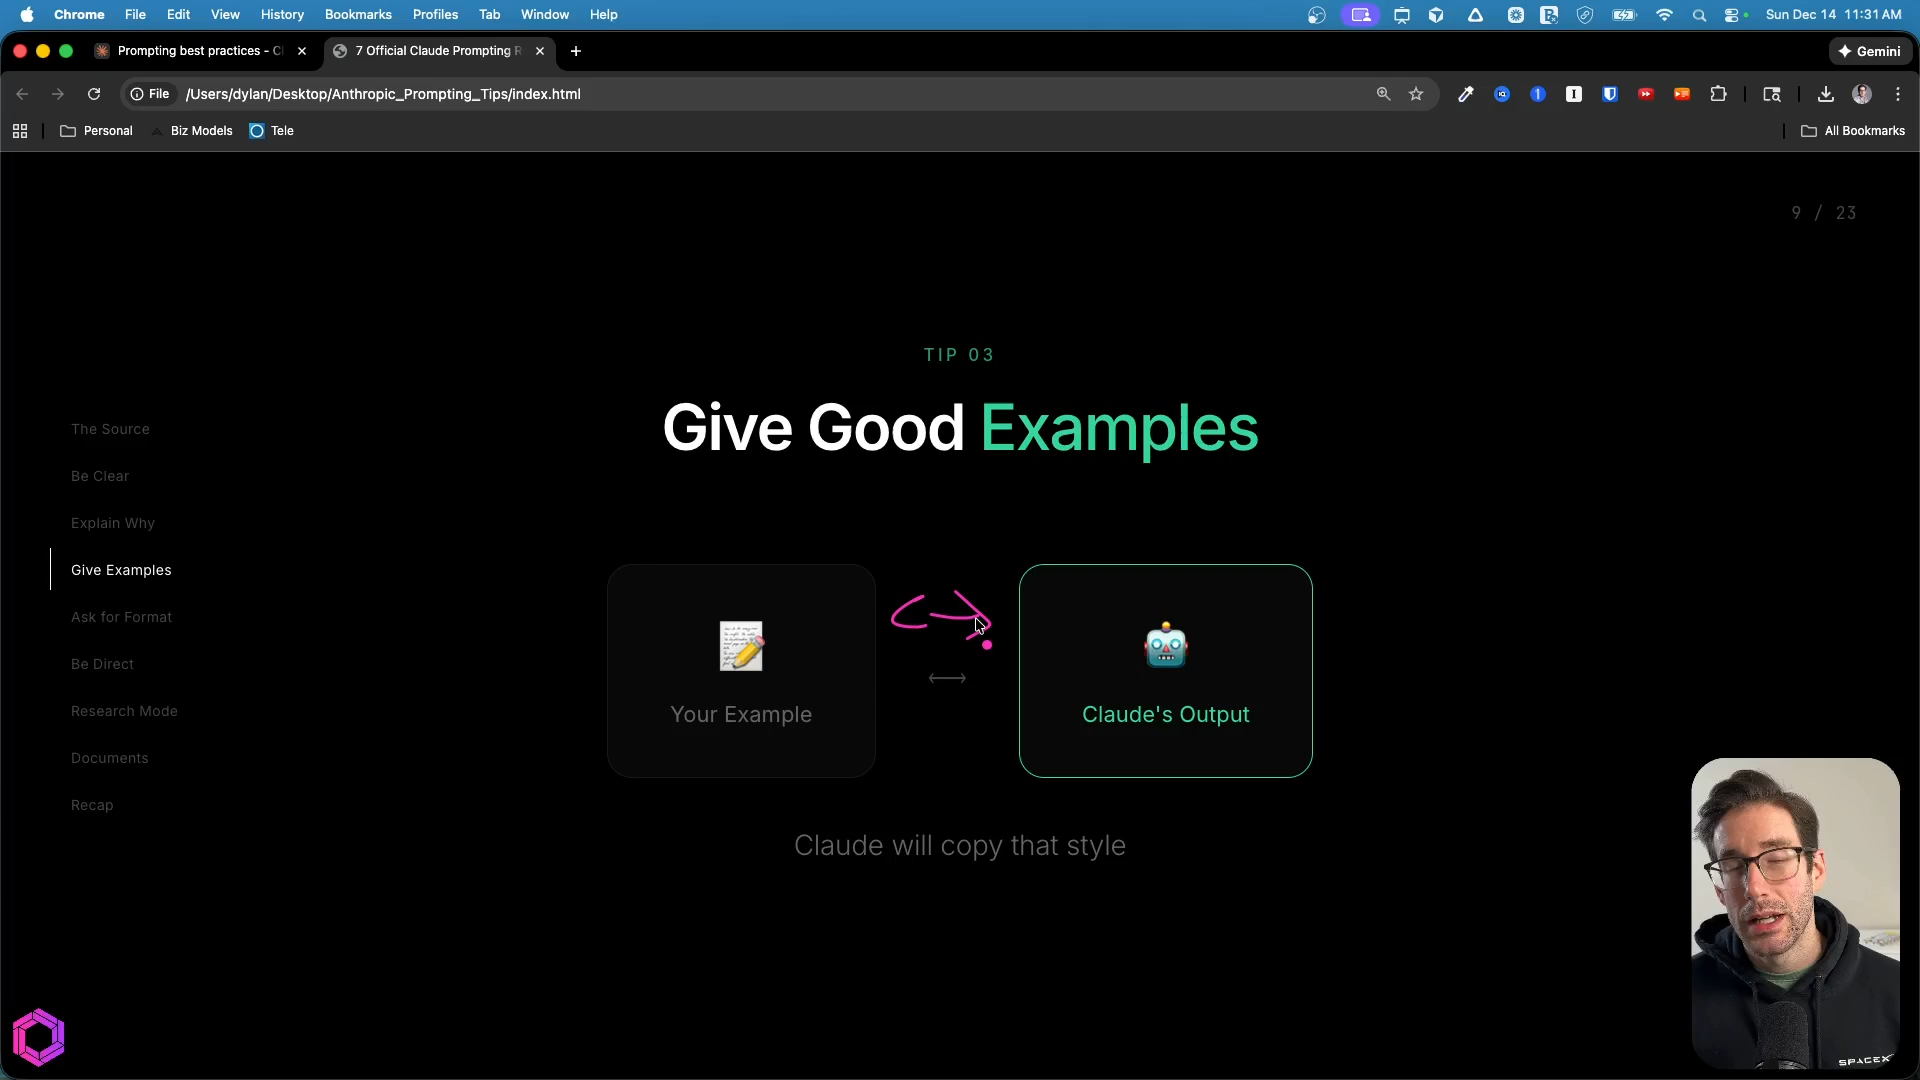 Chrome File Edit View History Bookmarks Profiles Tab Window Help Sun Dec 14 11:31 AM
Prompting best practices - Cl 7 Official Claude Prompting R Gemini
File /Users/dylan/Desktop/Anthropic_Prompting_Tips/index.html
Personal Biz Models Tele All Bookmarks
9 / 23
TIP 03
Give Good Examples
The Source
Be Clear
Explain Why
Give Examples
Ask for Format
Be Direct
Research Mode
Documents
Recap
Your Example
Claude's Output
Claude will copy that style
SPACEX